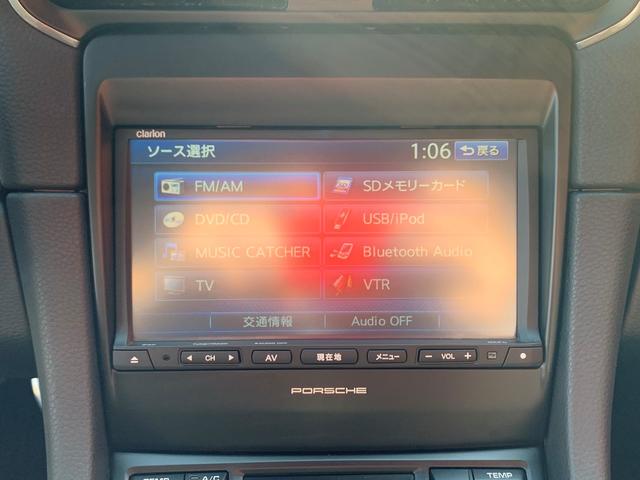 clarion
ソース選択 1:06 戻る
FM/AM SDメモリーカード
DVD/CD USB/iPod
MUSIC CATCHER Bluetooth Audio
TV VTR
交通情報 Audio OFF
CH AV 現在地 メニュー － VOL ＋
PORSCHE
TEMP A/C TEMP